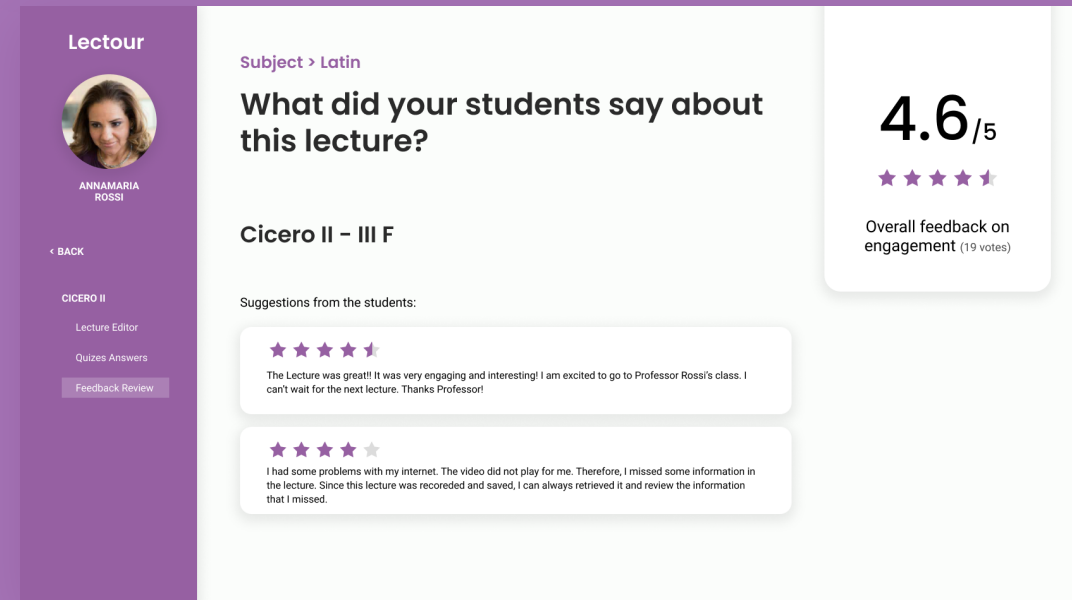 Lectour
ANNAMARIA
ROSSI
< BACK
CICERO II
Lecture Editor
Quizes Answers
Feedback Review
Subject > Latin
What did your students say about
this lecture?
Cicero II - III F
Suggestions from the students:
The Lecture was great!! It was very engaging and interesting! I am excited to go to Professor Rossi's class. I
can't wait for the next lecture. Thanks Professor!
I had some problems with my internet. The video did not play for me. Therefore, I missed some information in
the lecture. Since this lecture was recoreded and saved, I can always retrieved it and review the information
that I missed.
4.6/5
Overall feedback on
engagement (19 votes)